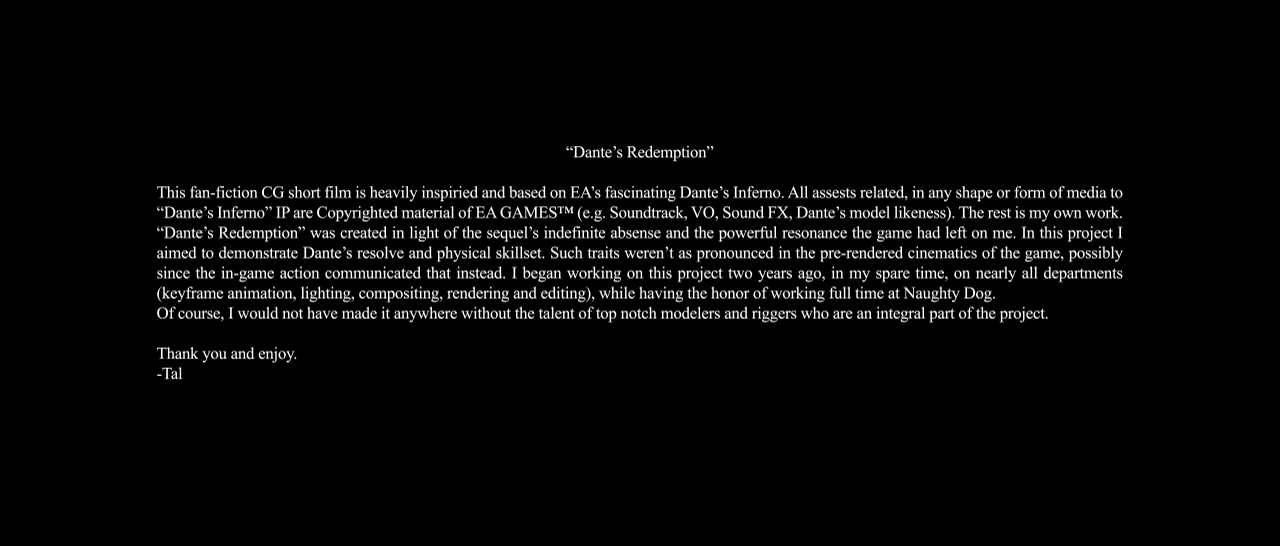 “Dante’s Redemption”
This fan-fiction CG short film is heavily inspiried and based on EA’s fascinating Dante’s Inferno. All assests related, in any shape or form of media to
“Dante’s Inferno” IP are Copyrighted material of EA GAMES™ (e.g. Soundtrack, VO, Sound FX, Dante’s model likeness). The rest is my own work.
“Dante’s Redemption” was created in light of the sequel’s indefinite absense and the powerful resonance the game had left on me. In this project I
aimed to demonstrate Dante’s resolve and physical skillset. Such traits weren’t as pronounced in the pre-rendered cinematics of the game, possibly
since the in-game action communicated that instead. I began working on this project two years ago, in my spare time, on nearly all departments
(keyframe animation, lighting, compositing, rendering and editing), while having the honor of working full time at Naughty Dog.
Of course, I would not have made it anywhere without the talent of top notch modelers and riggers who are an integral part of the project.
Thank you and enjoy.
-Tal